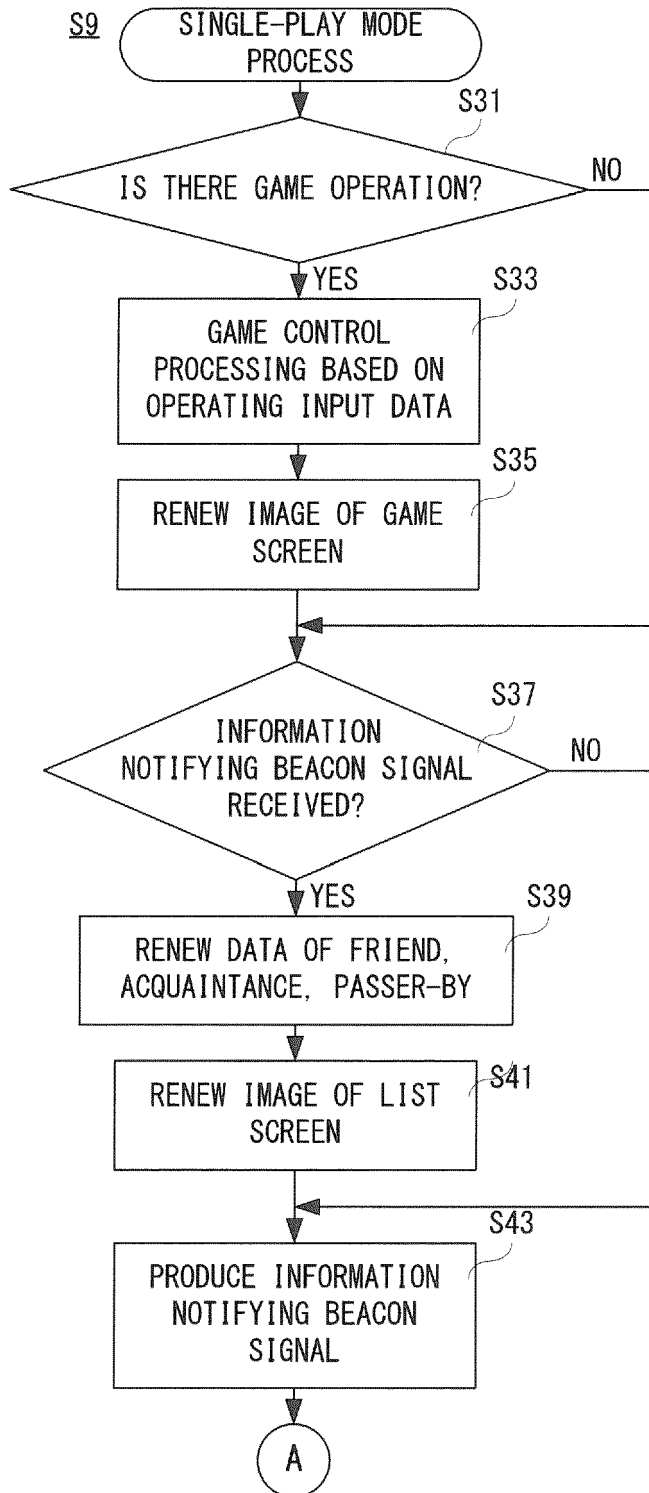 S9
SINGLE-PLAY MODE
PROCESS
S31
IS THERE GAME OPERATION?
NO
YES
S33
GAME CONTROL
PROCESSING BASED ON
OPERATING INPUT DATA
S35
RENEW IMAGE OF GAME
SCREEN
S37
INFORMATION
NOTIFYING BEACON SIGNAL
RECEIVED?
NO
YES
S39
RENEW DATA OF FRIEND,
ACQUAINTANCE, PASSER-BY
S41
RENEW IMAGE OF LIST
SCREEN
S43
PRODUCE INFORMATION
NOTIFYING BEACON
SIGNAL
A